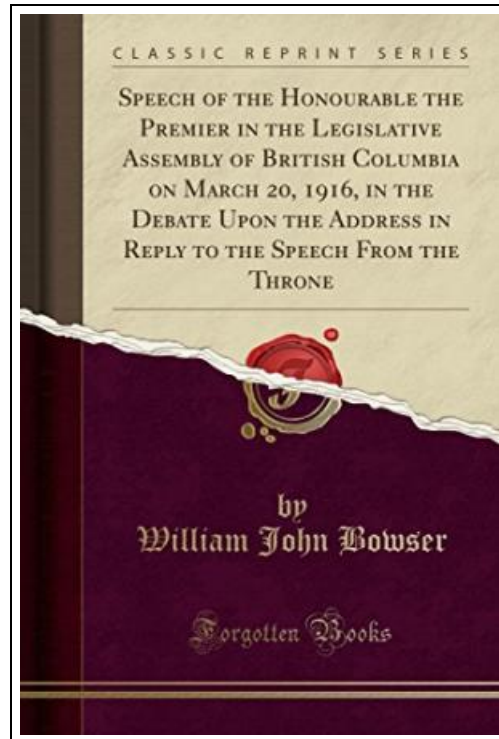 CLASSIC REPRINT SERIES
SPEECH OF THE HONOURABLE THE
PREMIER IN THE LEGISLATIVE
ASSEMBLY OF BRITISH COLUMBIA
ON MARCH 20, 1916, IN THE
DEBATE UPON THE ADDRESS IN
REPLY TO THE SPEECH FROM THE
THRONE
by
William John Bowser
Forgotten Books